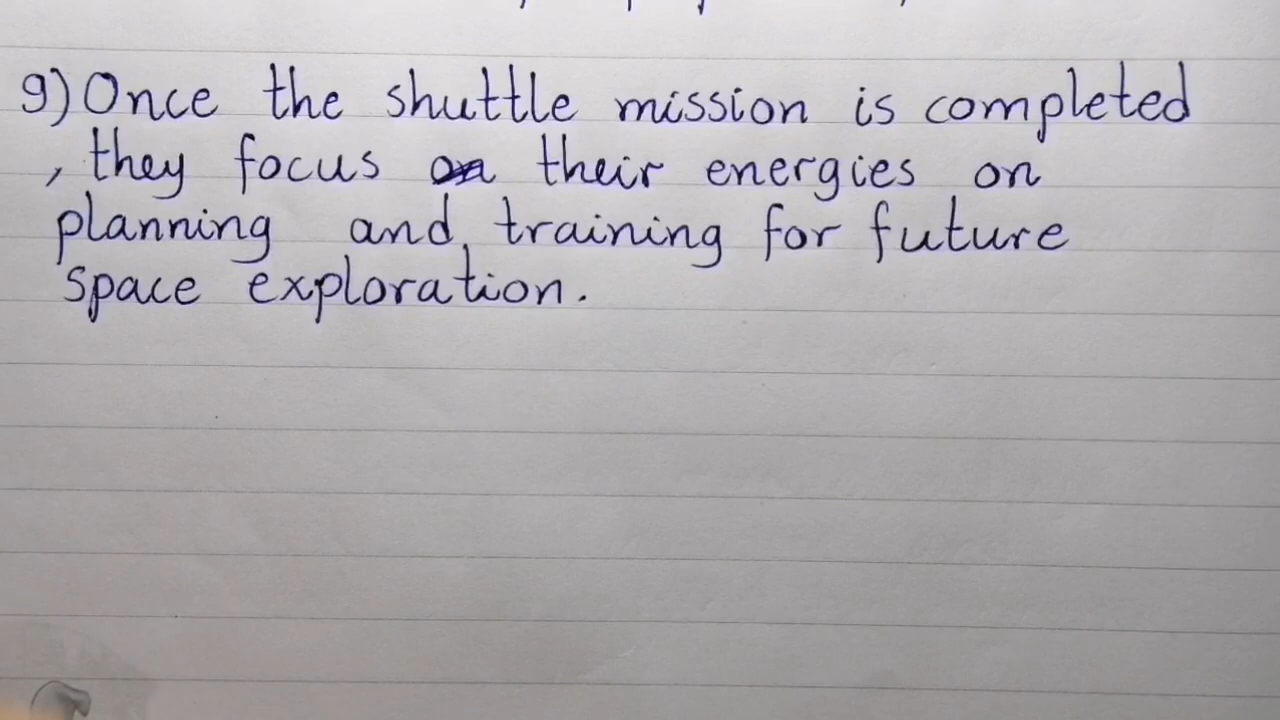 9) Once the shuttle mission is completed
, they focus their energies on
planning and, training for future
space exploration.